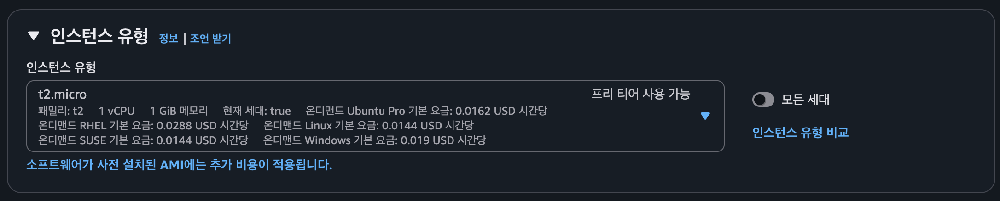 인스턴스 유형 정보 | 조언 받기
인스턴스 유형
t2.micro 프리 티어 사용 가능
패밀리: t2 1 vCPU 1 GiB 메모리 현재 세대: true 온디맨드 Ubuntu Pro 기본 요금: 0.0162 USD 시간당
온디맨드 RHEL 기본 요금: 0.0288 USD 시간당 온디맨드 Linux 기본 요금: 0.0144 USD 시간당
온디맨드 SUSE 기본 요금: 0.0144 USD 시간당 온디맨드 Windows 기본 요금: 0.019 USD 시간당
모든 세대
인스턴스 유형 비교
소프트웨어가 사전 설치된 AMI에는 추가 비용이 적용됩니다.